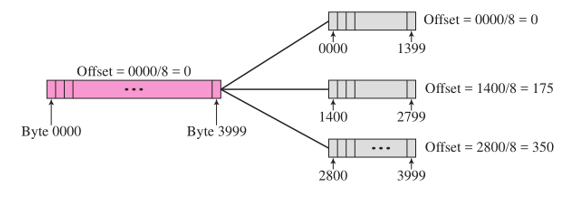 Offset = 0000/8 = 0
0000 1399
Offset = 0000/8 = 0
...
Byte 0000 Byte 3999
Offset = 1400/8 = 175
1400 2799
... Offset = 2800/8 = 350
2800 3999